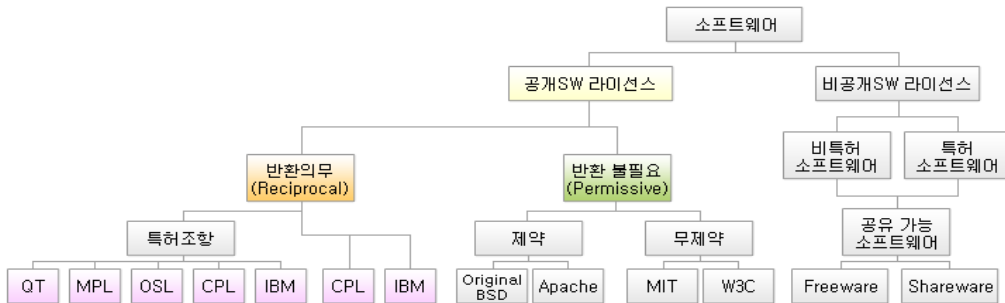 소프트웨어
공개SW 라이선스
비공개SW 라이선스
비특허
소프트웨어
특허
소프트웨어
반환의무
(Reciprocal)
반환 불필요
(Permissive)
특허조항
제약
무제약
공유 가능
소프트웨어
QT
MPL
OSL
CPL
IBM
CPL
IBM
Original
BSD
Apache
MIT
W3C
Freeware
Shareware